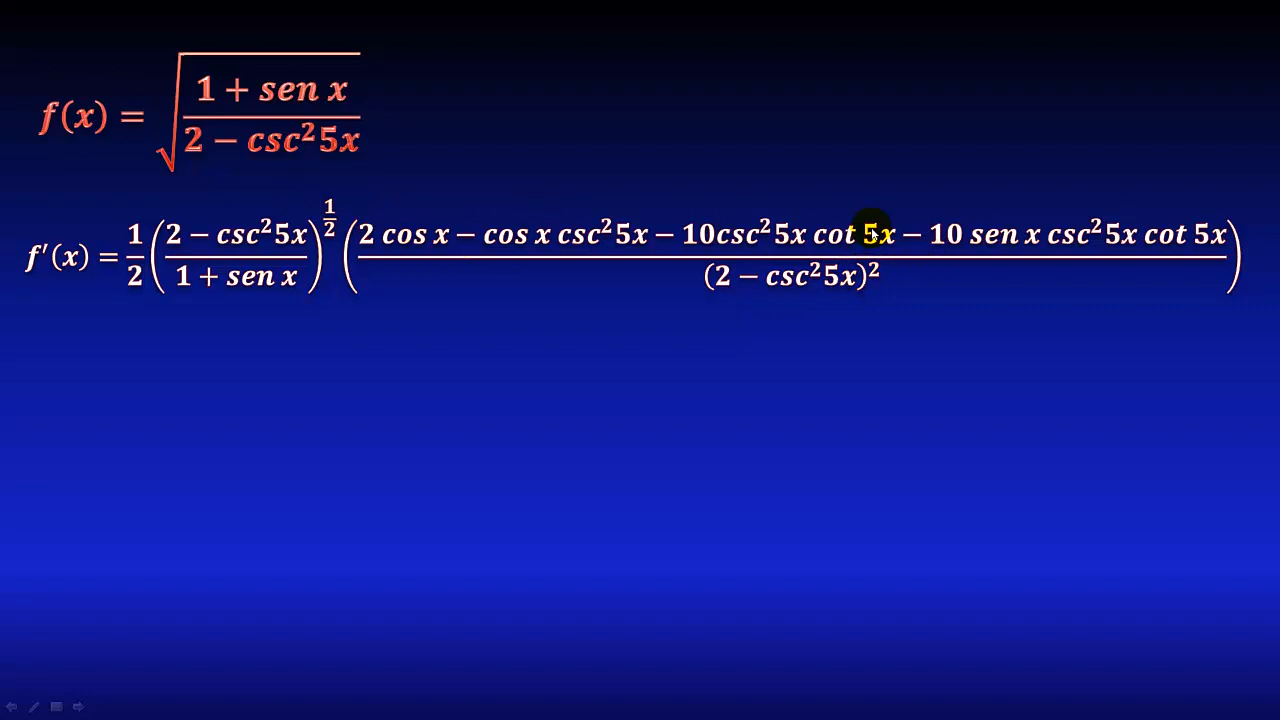 f(x) = √((1 + sen x)/(2 − csc²5x))
f′(x) = 1/2 ((2 − csc²5x)/(1 + sen x))^(1/2) ((2 cos x − cos x csc²5x − 10csc²5x cot 5x − 10 sen x csc²5x cot 5x)/(2 − csc²5x)²)